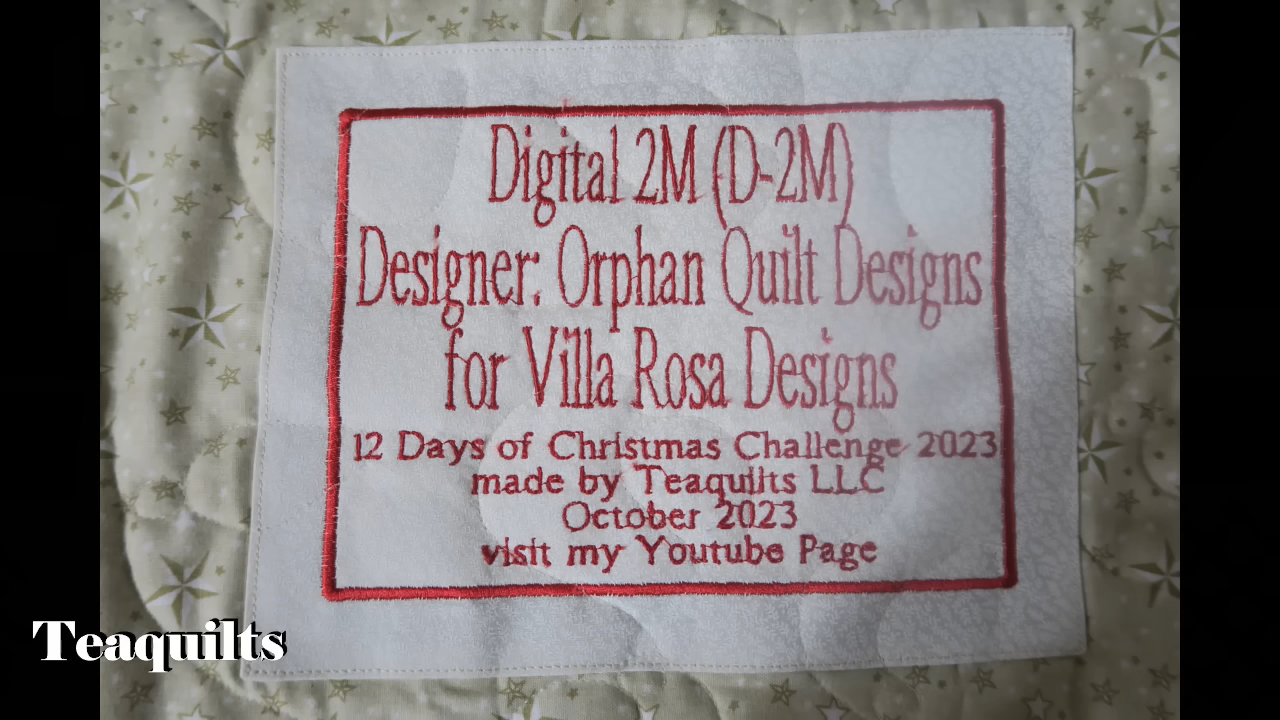 Digital 2M (D-2M)
Designer: Orphan Quilt Designs
for Villa Rosa Designs
12 Days of Christmas Challenge 2023
made by Teaquilts LLC
October 2023
visit my Youtube Page
Teaquilts